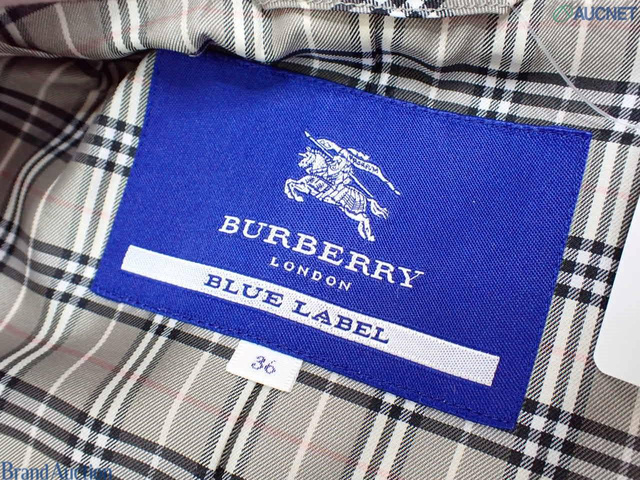 AUCNET
BURBERRY
LONDON
BLUE LABEL
36
Brand Auction